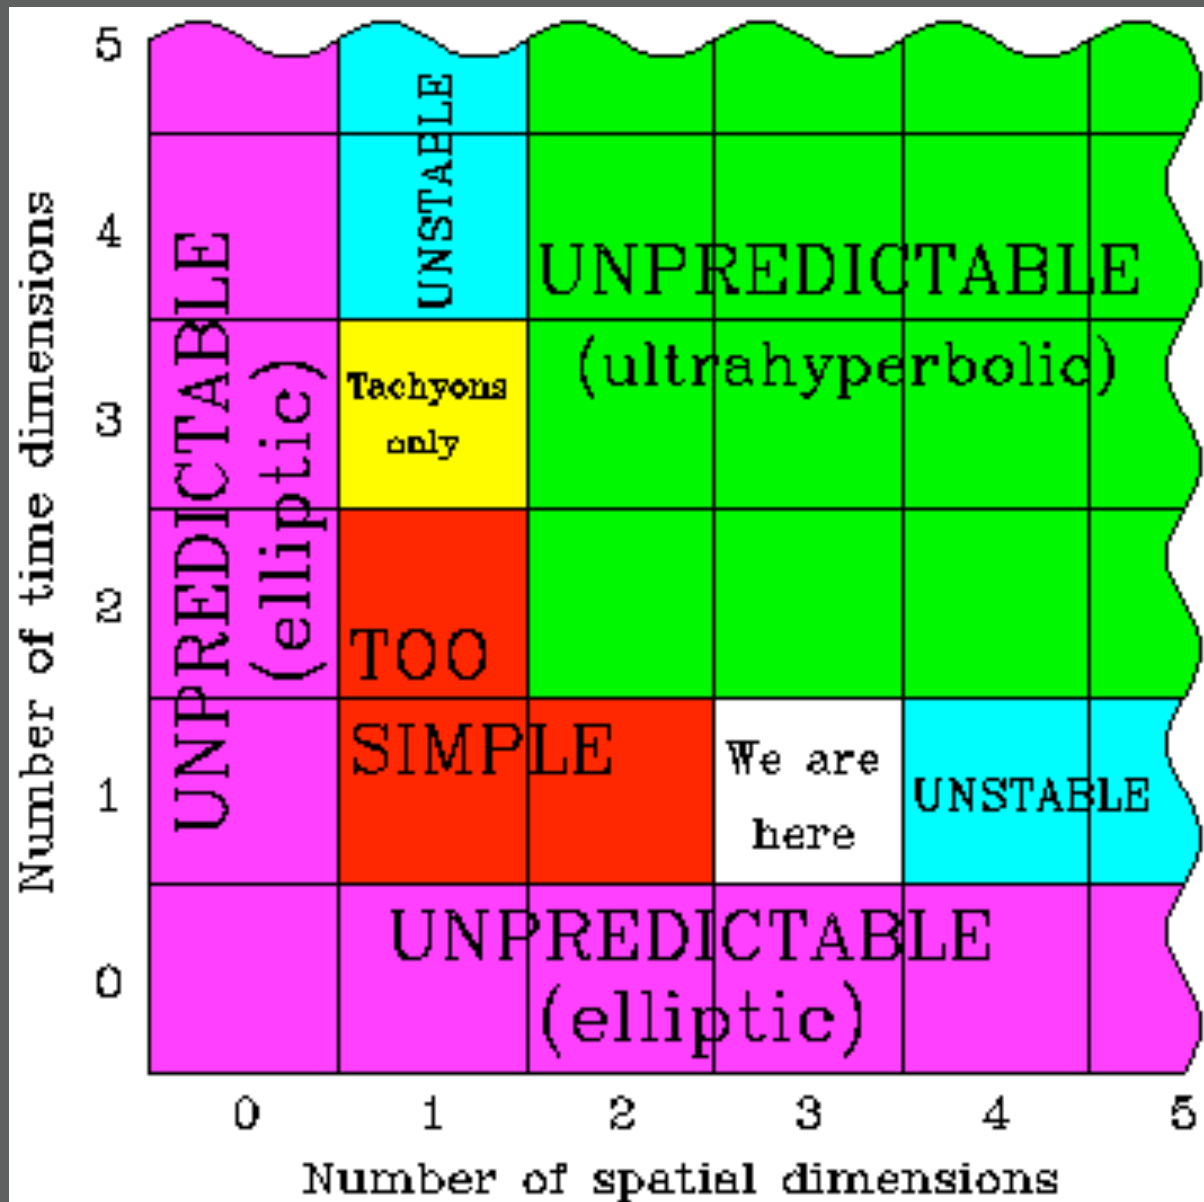 5
4
3
2
1
0
Number of time dimensions
UNPREDICTABLE
(elliptic)
UNSTABLE
UNPREDICTABLE
(ultrahyperbolic)
Tachyons
only
TOO
SIMPLE
We are
here
UNSTABLE
UNPREDICTABLE
(elliptic)
0 1 2 3 4 5
Number of spatial dimensions